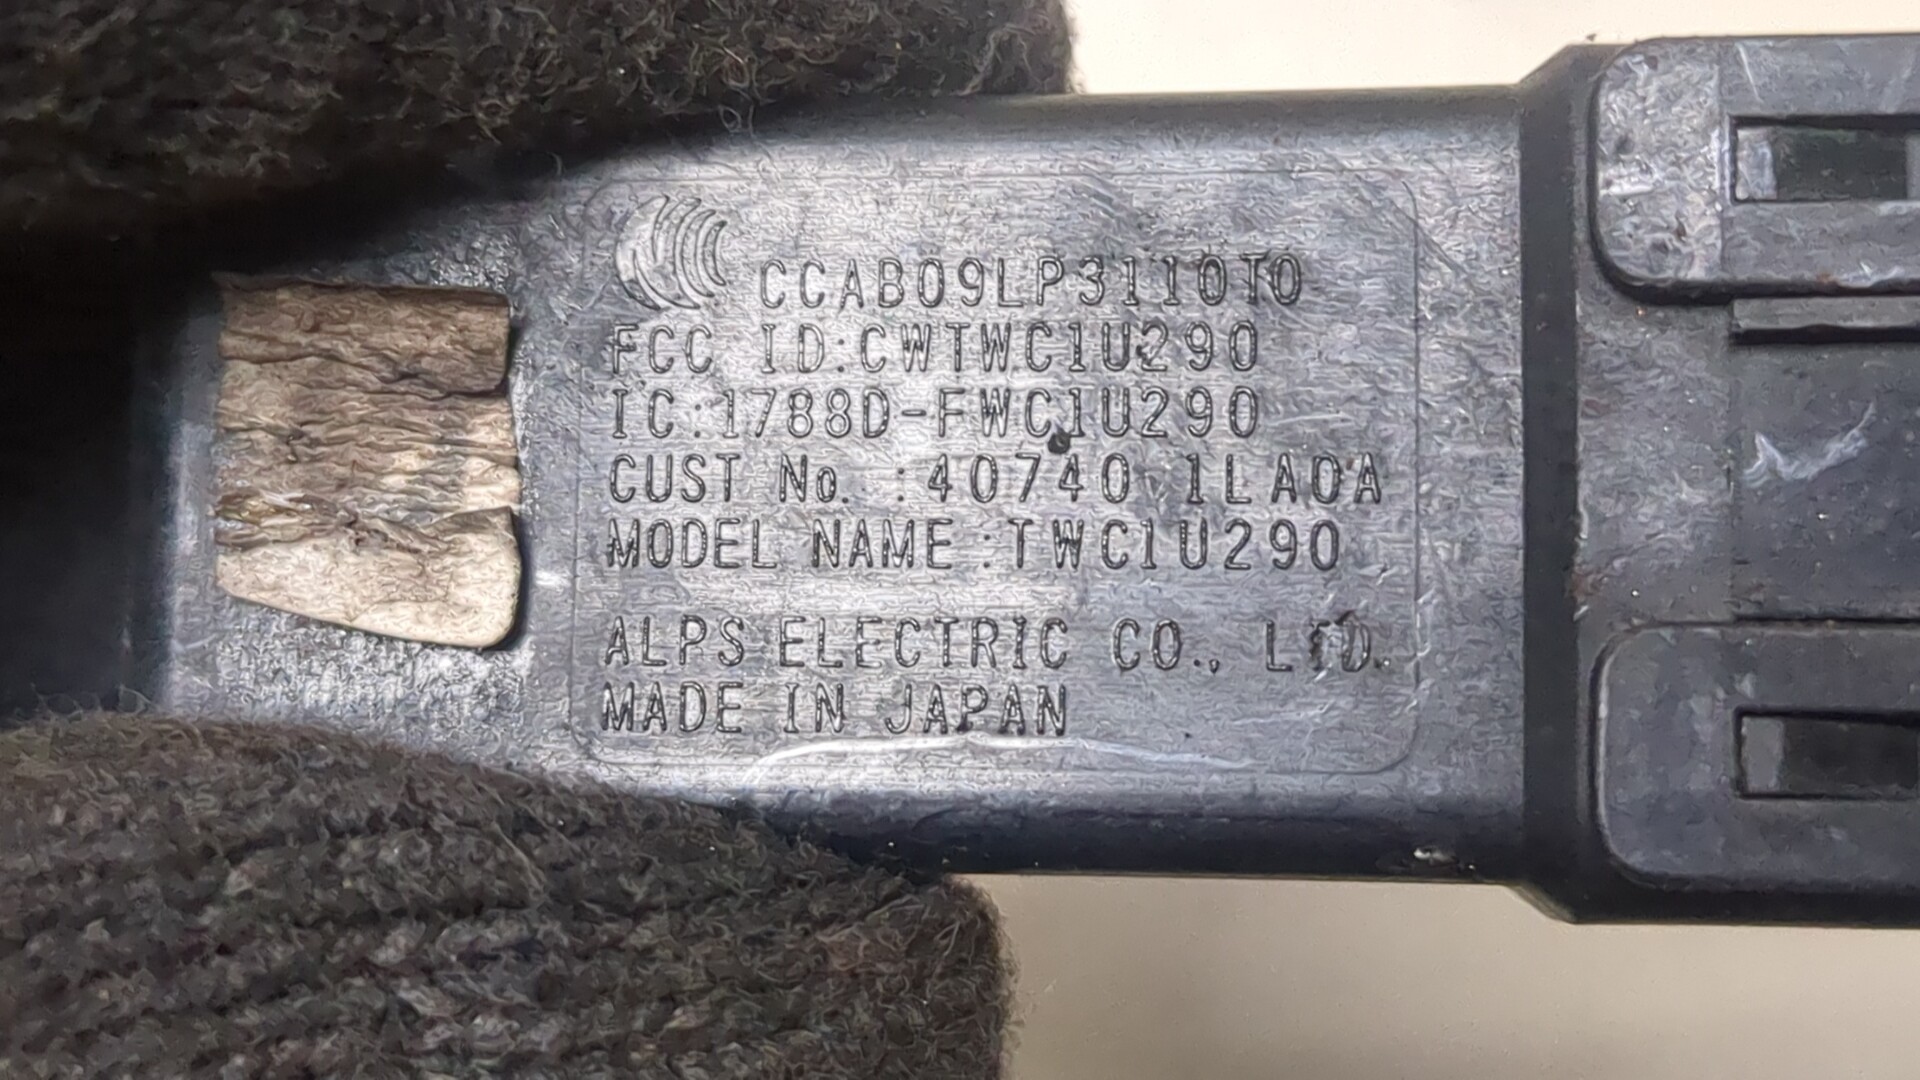 CCAB09LP3110T0
FCC ID:CWTWC1U290
IC:1788D-FWC1U290
CUST No. :40740 1LA0A
MODEL NAME:TWC1U290
ALPS ELECTRIC CO., LTD.
MADE IN JAPAN